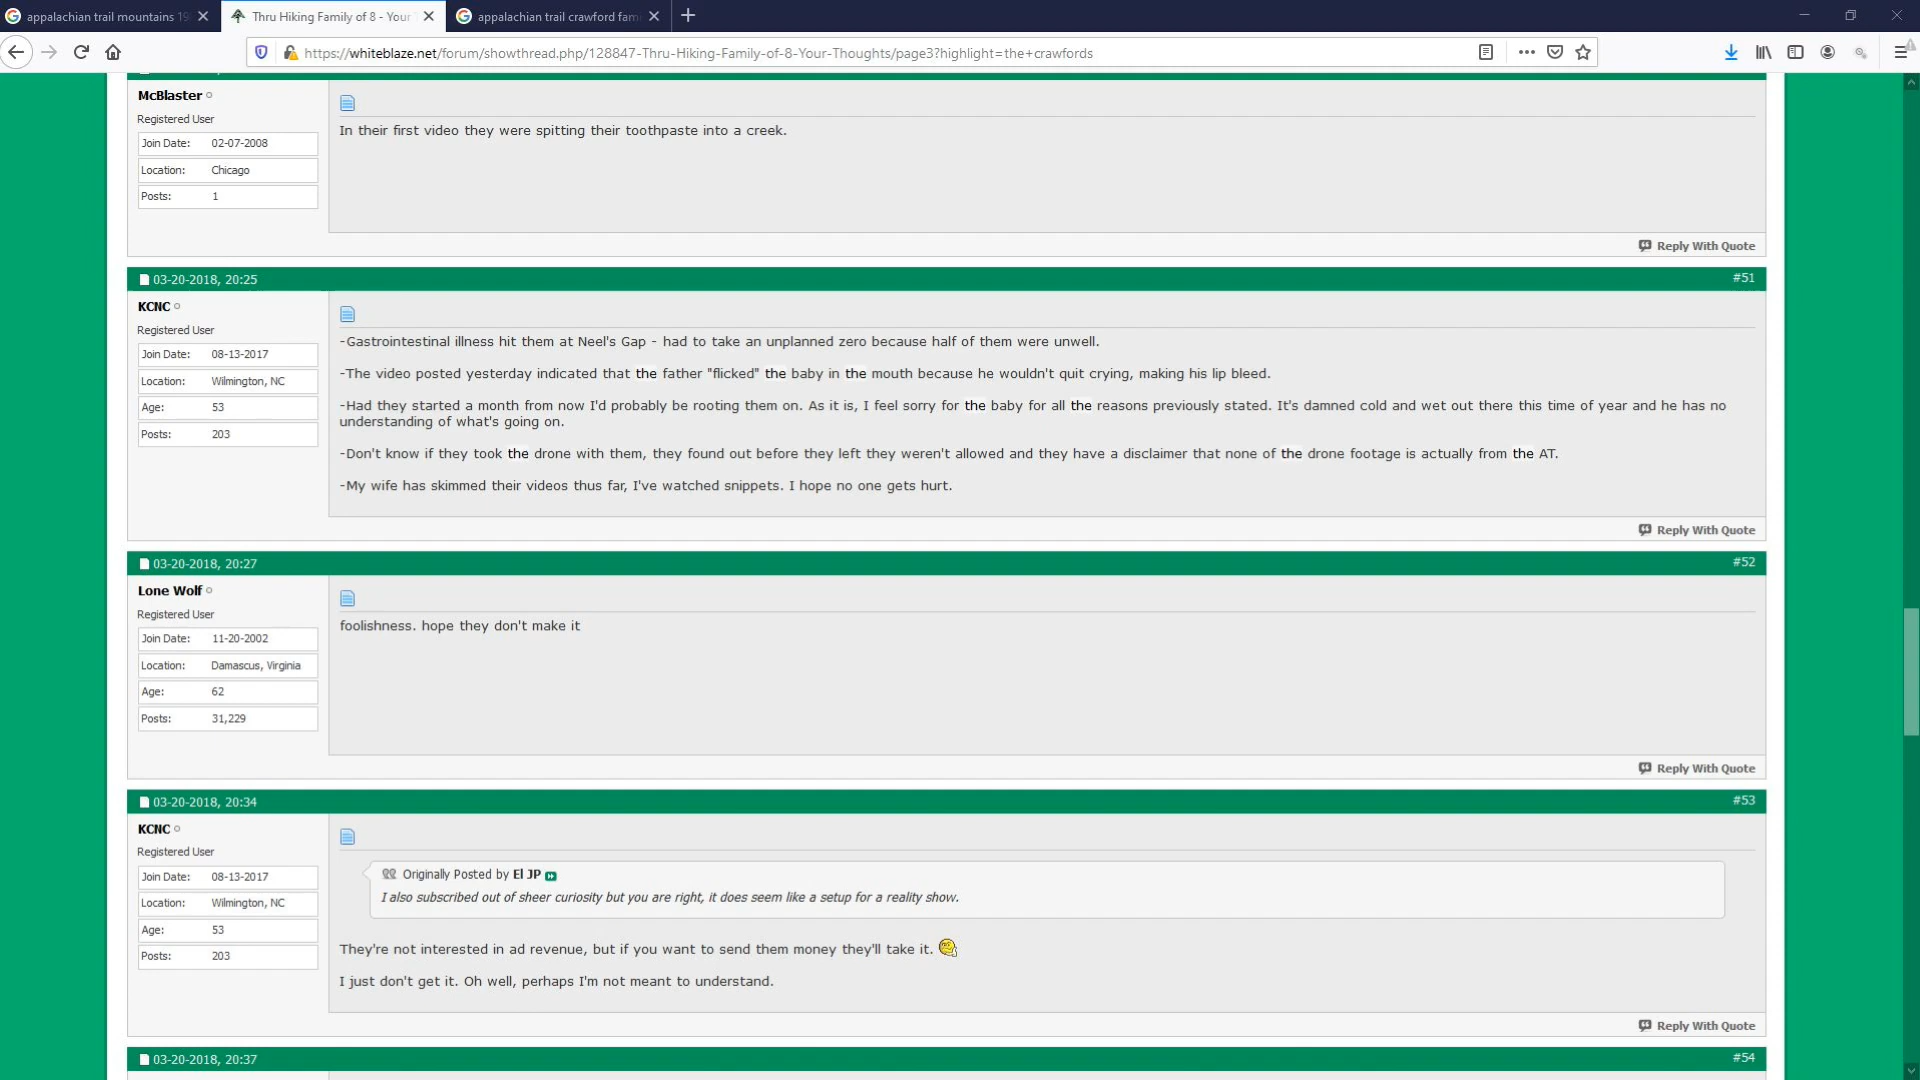 appalachian trail mountains 19
Thru Hiking Family of 8 - Your
appalachian trail crawford fam
https://whiteblaze.net/forum/showthread.php/128847-Thru-Hiking-Family-of-8-Your-Thoughts/page3?highlight=the+crawfords
McBlaster
Registered User
Join Date: 02-07-2008
Location: Chicago
Posts: 1
In their first video they were spitting their toothpaste into a creek.
Reply With Quote
03-20-2018, 20:25 #51
KCNC
Registered User
Join Date: 08-13-2017
Location: Wilmington, NC
Age: 53
Posts: 203
-Gastrointestinal illness hit them at Neel's Gap - had to take an unplanned zero because half of them were unwell.
-The video posted yesterday indicated that the father "flicked" the baby in the mouth because he wouldn't quit crying, making his lip bleed.
-Had they started a month from now I'd probably be rooting them on. As it is, I feel sorry for the baby for all the reasons previously stated. It's damned cold and wet out there this time of year and he has no
understanding of what's going on.
-Don't know if they took the drone with them, they found out before they left they weren't allowed and they have a disclaimer that none of the drone footage is actually from the AT.
-My wife has skimmed their videos thus far, I've watched snippets. I hope no one gets hurt.
Reply With Quote
03-20-2018, 20:27 #52
Lone Wolf
Registered User
Join Date: 11-20-2002
Location: Damascus, Virginia
Age: 62
Posts: 31,229
foolishness. hope they don't make it
Reply With Quote
03-20-2018, 20:34 #53
KCNC
Registered User
Join Date: 08-13-2017
Location: Wilmington, NC
Age: 53
Posts: 203
Originally Posted by El JP
I also subscribed out of sheer curiosity but you are right, it does seem like a setup for a reality show.
They're not interested in ad revenue, but if you want to send them money they'll take it.
I just don't get it. Oh well, perhaps I'm not meant to understand.
Reply With Quote
03-20-2018, 20:37 #54